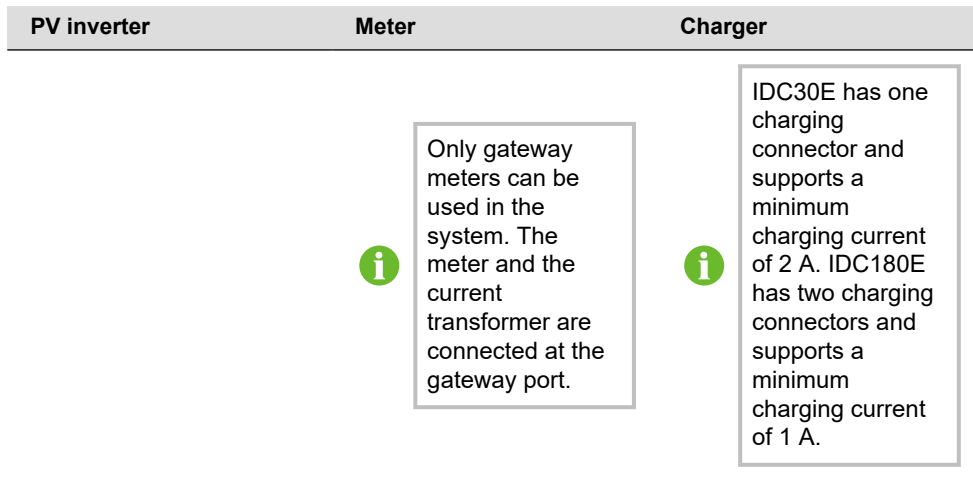 PV inverter Meter Charger
Only gateway
meters can be
used in the
system. The
meter and the
current
transformer are
connected at the
gateway port.
IDC30E has one
charging
connector and
supports a
minimum
charging current
of 2 A. IDC180E
has two charging
connectors and
supports a
minimum
charging current
of 1 A.